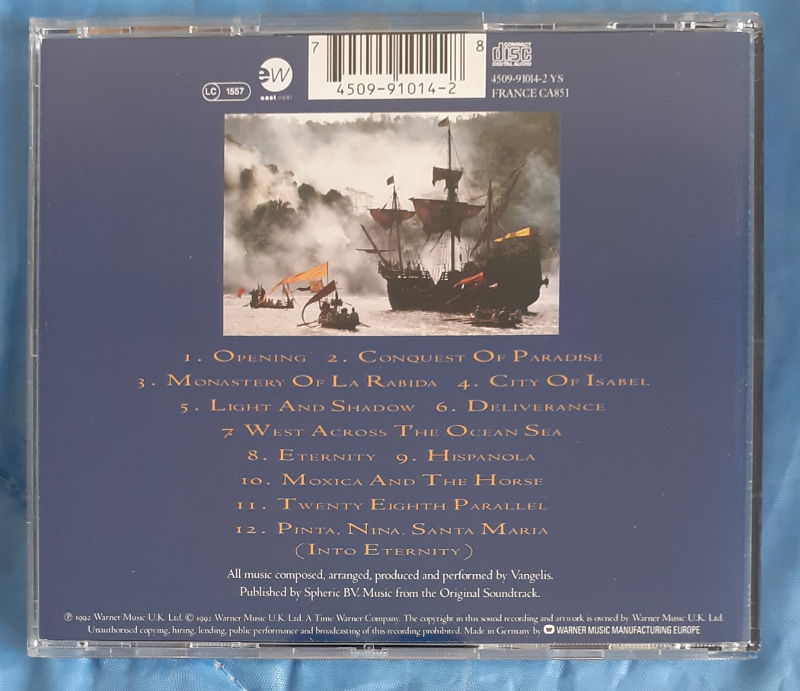 7 8
4509-91014-2
LC 1557
ew
east west
COMPACT
disc
DIGITAL AUDIO
4509-91014-2 YS
FRANCE CA851
1. Opening 2. Conquest Of Paradise
3. Monastery Of La Rabida 4. City Of Isabel
5. Light And Shadow 6. Deliverance
7. West Across The Ocean Sea
8. Eternity 9. Hispanola
10. Moxica And The Horse
11. Twenty Eighth Parallel
12. Pinta, Nina, Santa Maria
(Into Eternity)
All music composed, arranged, produced and performed by Vangelis.
Published by Spheric BV. Music from the Original Soundtrack.
℗ 1992 Warner Music U.K. Ltd. © 1992 Warner Music U.K. Ltd. A Time Warner Company. The copyright in this sound recording and artwork is owned by Warner Music U.K. Ltd.
Unauthorised copying, hiring, lending, public performance and broadcasting of this recording prohibited. Made in Germany by WARNER MUSIC MANUFACTURING EUROPE